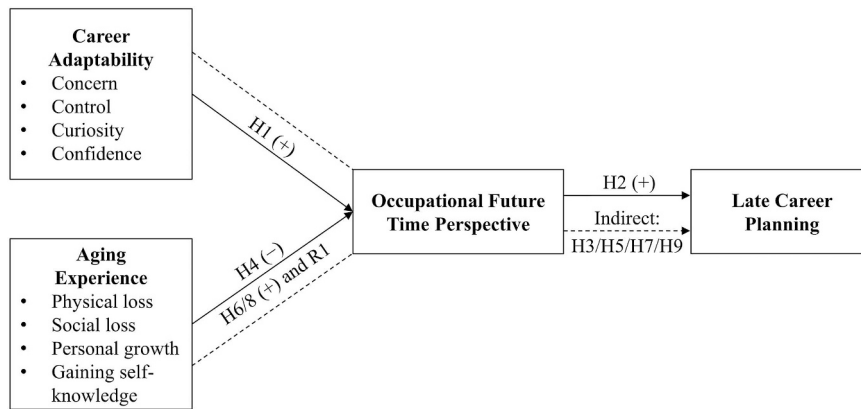 Career
Adaptability
• Concern
• Control
• Curiosity
• Confidence
H1 (+)
Aging
Experience
• Physical loss
• Social loss
• Personal growth
• Gaining self-
knowledge
H4 (−)
H6/8 (+) and R1
Occupational Future
Time Perspective
H2 (+)
Indirect:
H3/H5/H7/H9
Late Career
Planning